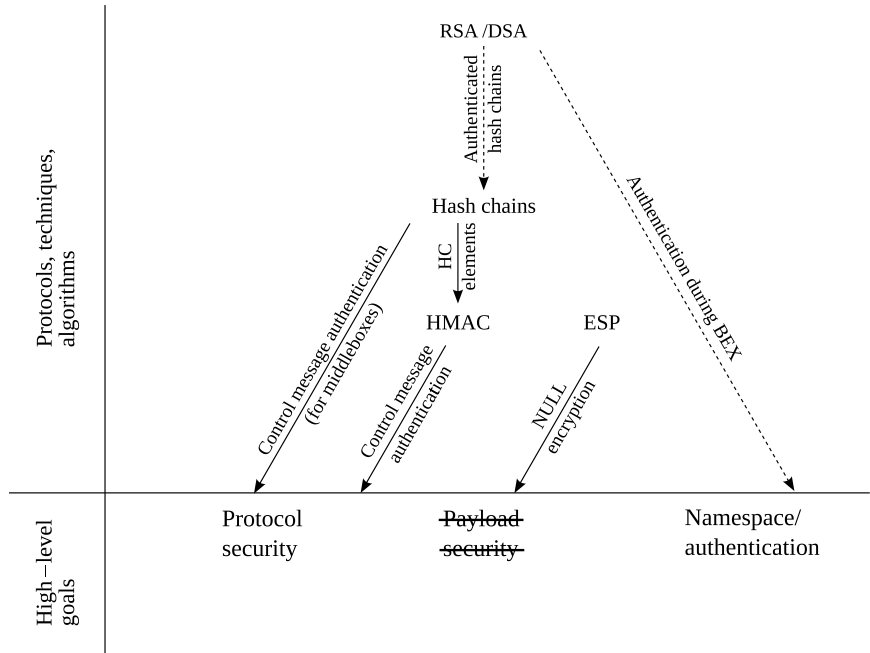 RSA /DSA
Authenticated
hash chains
Hash chains
Authentication during BEX
HC
elements
Control message authentication
(for middleboxes)
HMAC
ESP
Control message
authentication
NULL
encryption
Protocols, techniques,
algorithms
High–level
goals
Protocol
security
Payload
security
Namespace/
authentication